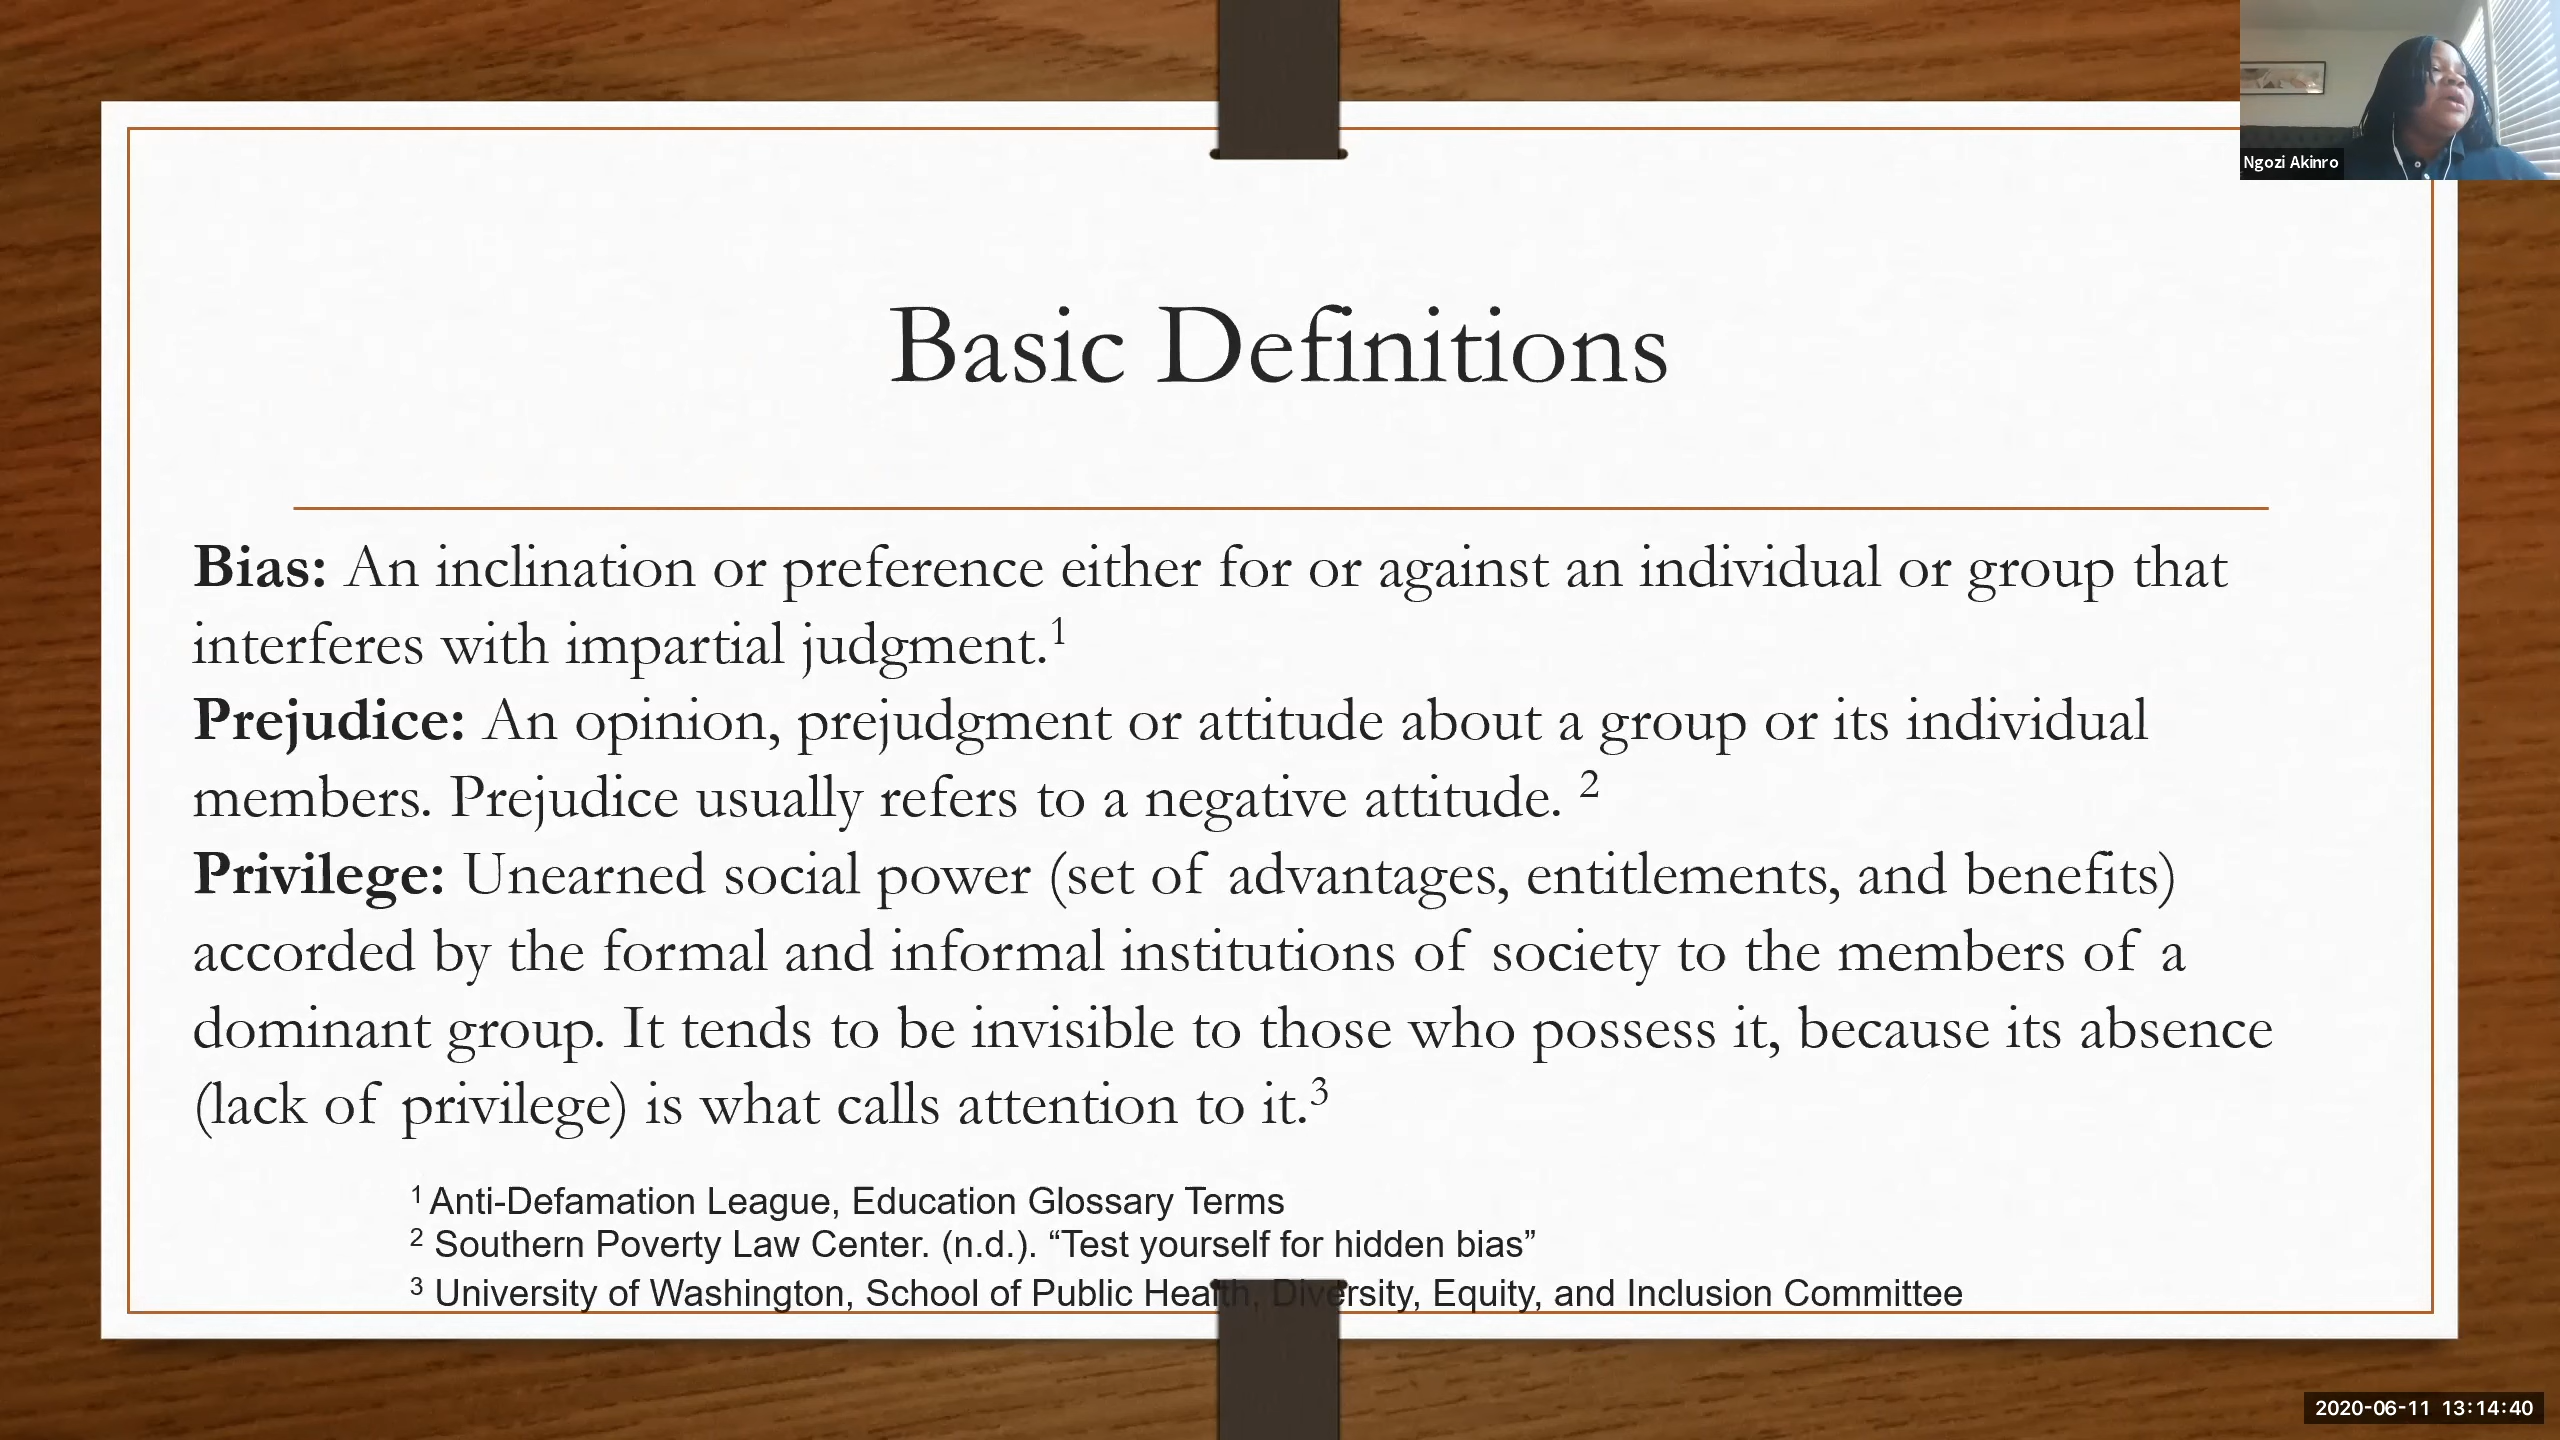 Ngozi Akinro
Basic Definitions
Bias: An inclination or preference either for or against an individual or group that
interferes with impartial judgment.¹
Prejudice: An opinion, prejudgment or attitude about a group or its individual
members. Prejudice usually refers to a negative attitude. ²
Privilege: Unearned social power (set of advantages, entitlements, and benefits)
accorded by the formal and informal institutions of society to the members of a
dominant group. It tends to be invisible to those who possess it, because its absence
(lack of privilege) is what calls attention to it.³
¹ Anti-Defamation League, Education Glossary Terms
² Southern Poverty Law Center. (n.d.). “Test yourself for hidden bias”
³ University of Washington, School of Public Health, Diversity, Equity, and Inclusion Committee
2020-06-11 13:14:40